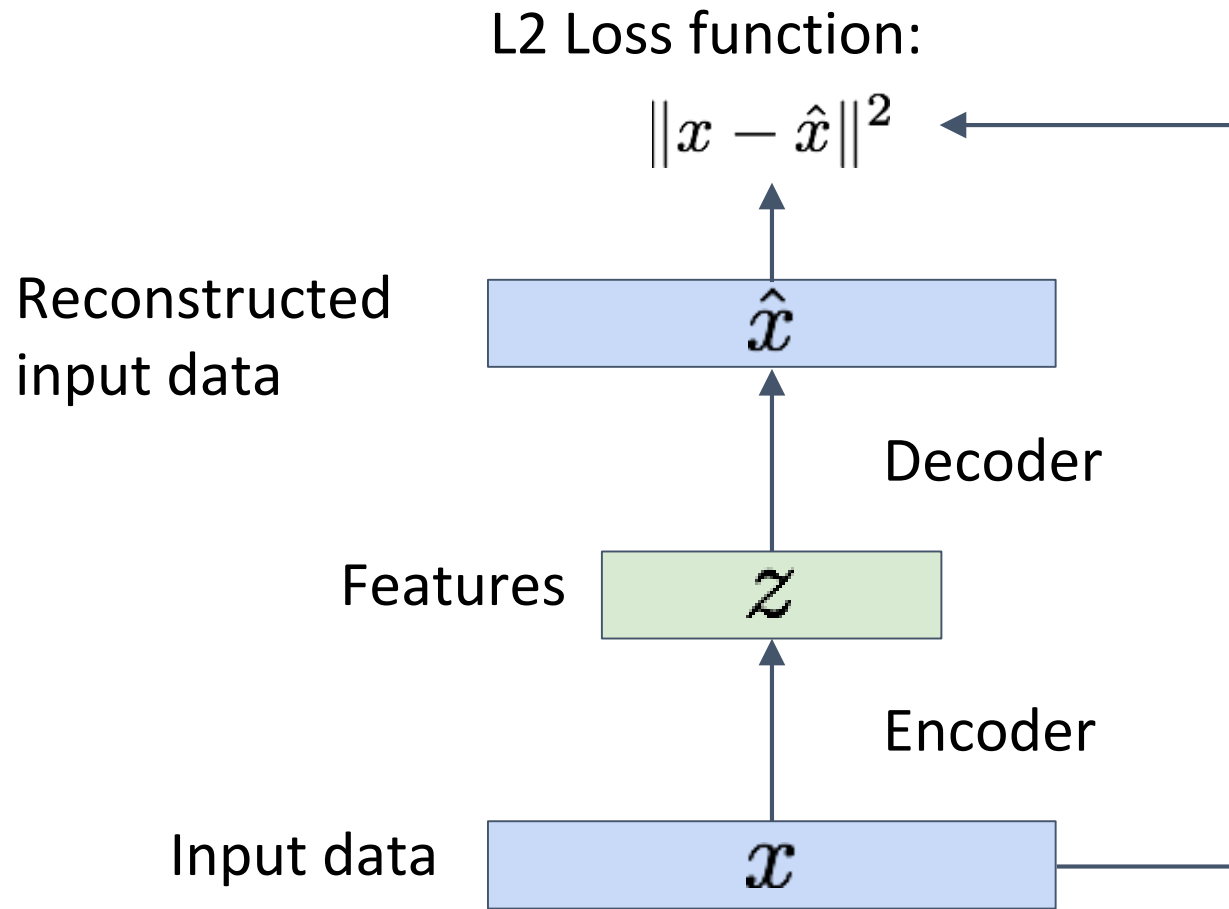 L2 Loss function:
‖x − x̂‖²
Reconstructed
input data
x̂
Decoder
Features
z
Encoder
Input data
x